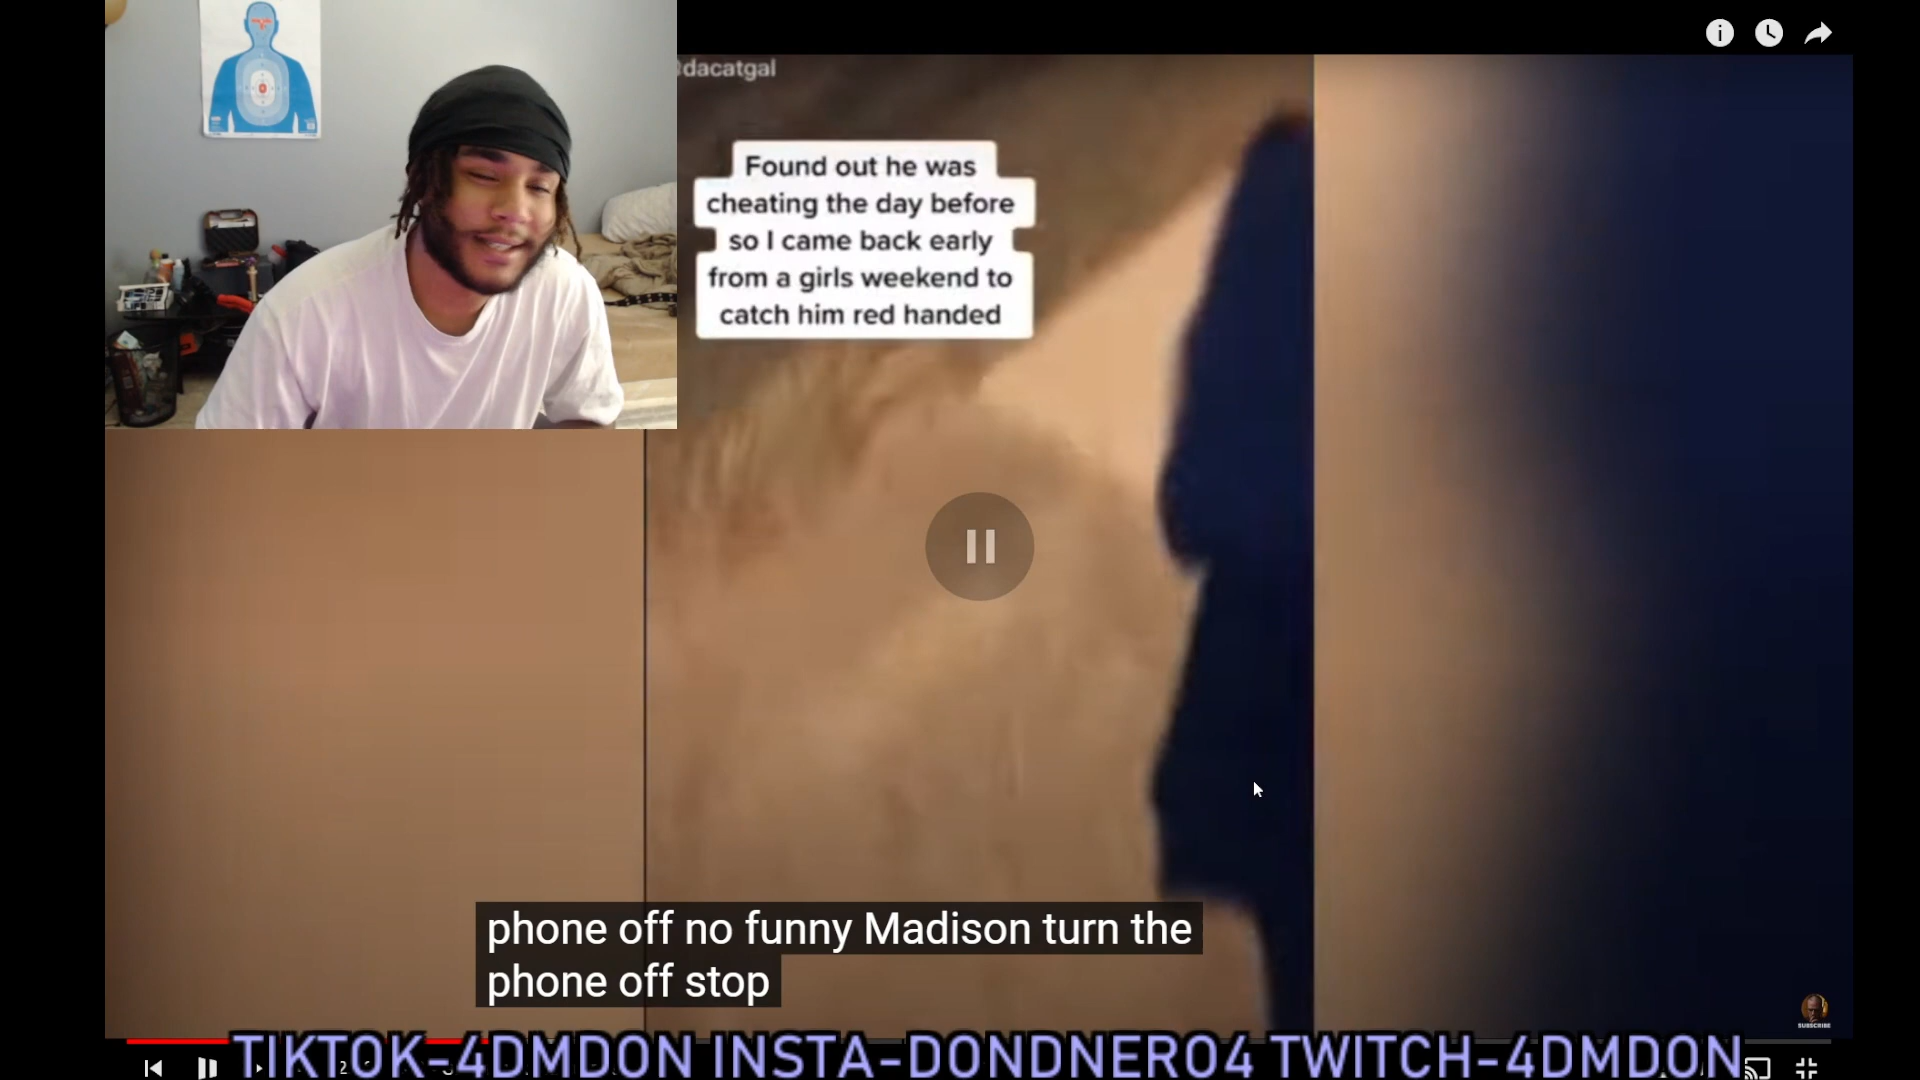 dacatgal
Found out he was
cheating the day before
so I came back early
from a girls weekend to
catch him red handed
phone off no funny Madison turn the
phone off stop
SUBSCRIBE
TIKTOK-4DMDON INSTA-DONDNERO4 TWITCH-4DMDON